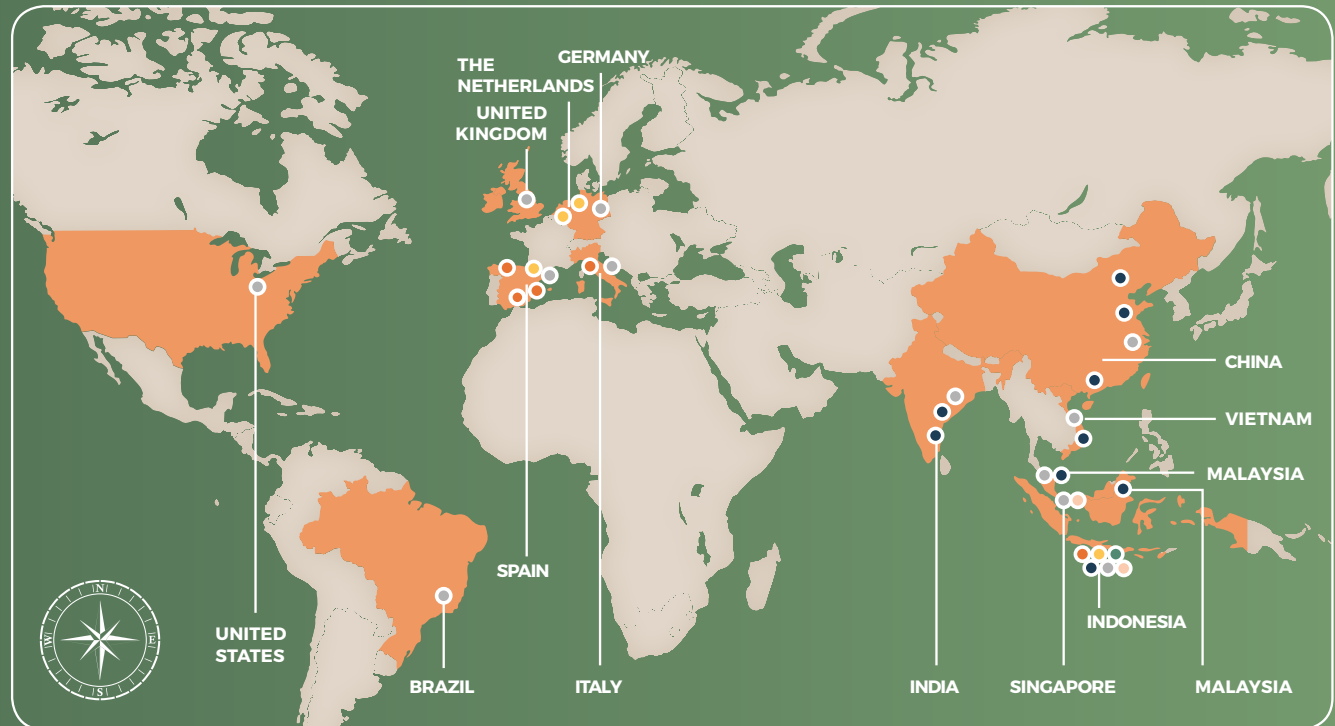 GERMANY
THE
NETHERLANDS
UNITED
KINGDOM
CHINA
VIETNAM
MALAYSIA
SPAIN
INDONESIA
UNITED
STATES
BRAZIL
ITALY
INDIA
SINGAPORE
MALAYSIA
N
W
E
S